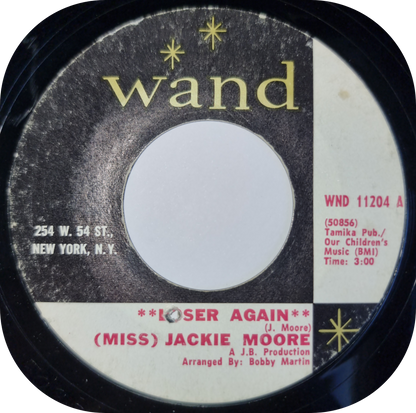 wand
WND 11204 A
(50856)
Tamika Pub./
Our Children's
Music (BMI)
Time: 3:00
254 W. 54 ST.,
NEW YORK, N.Y.
**LOSER AGAIN**
(J. Moore)
(MISS) JACKIE MOORE
A J.B. Production
Arranged By: Bobby Martin